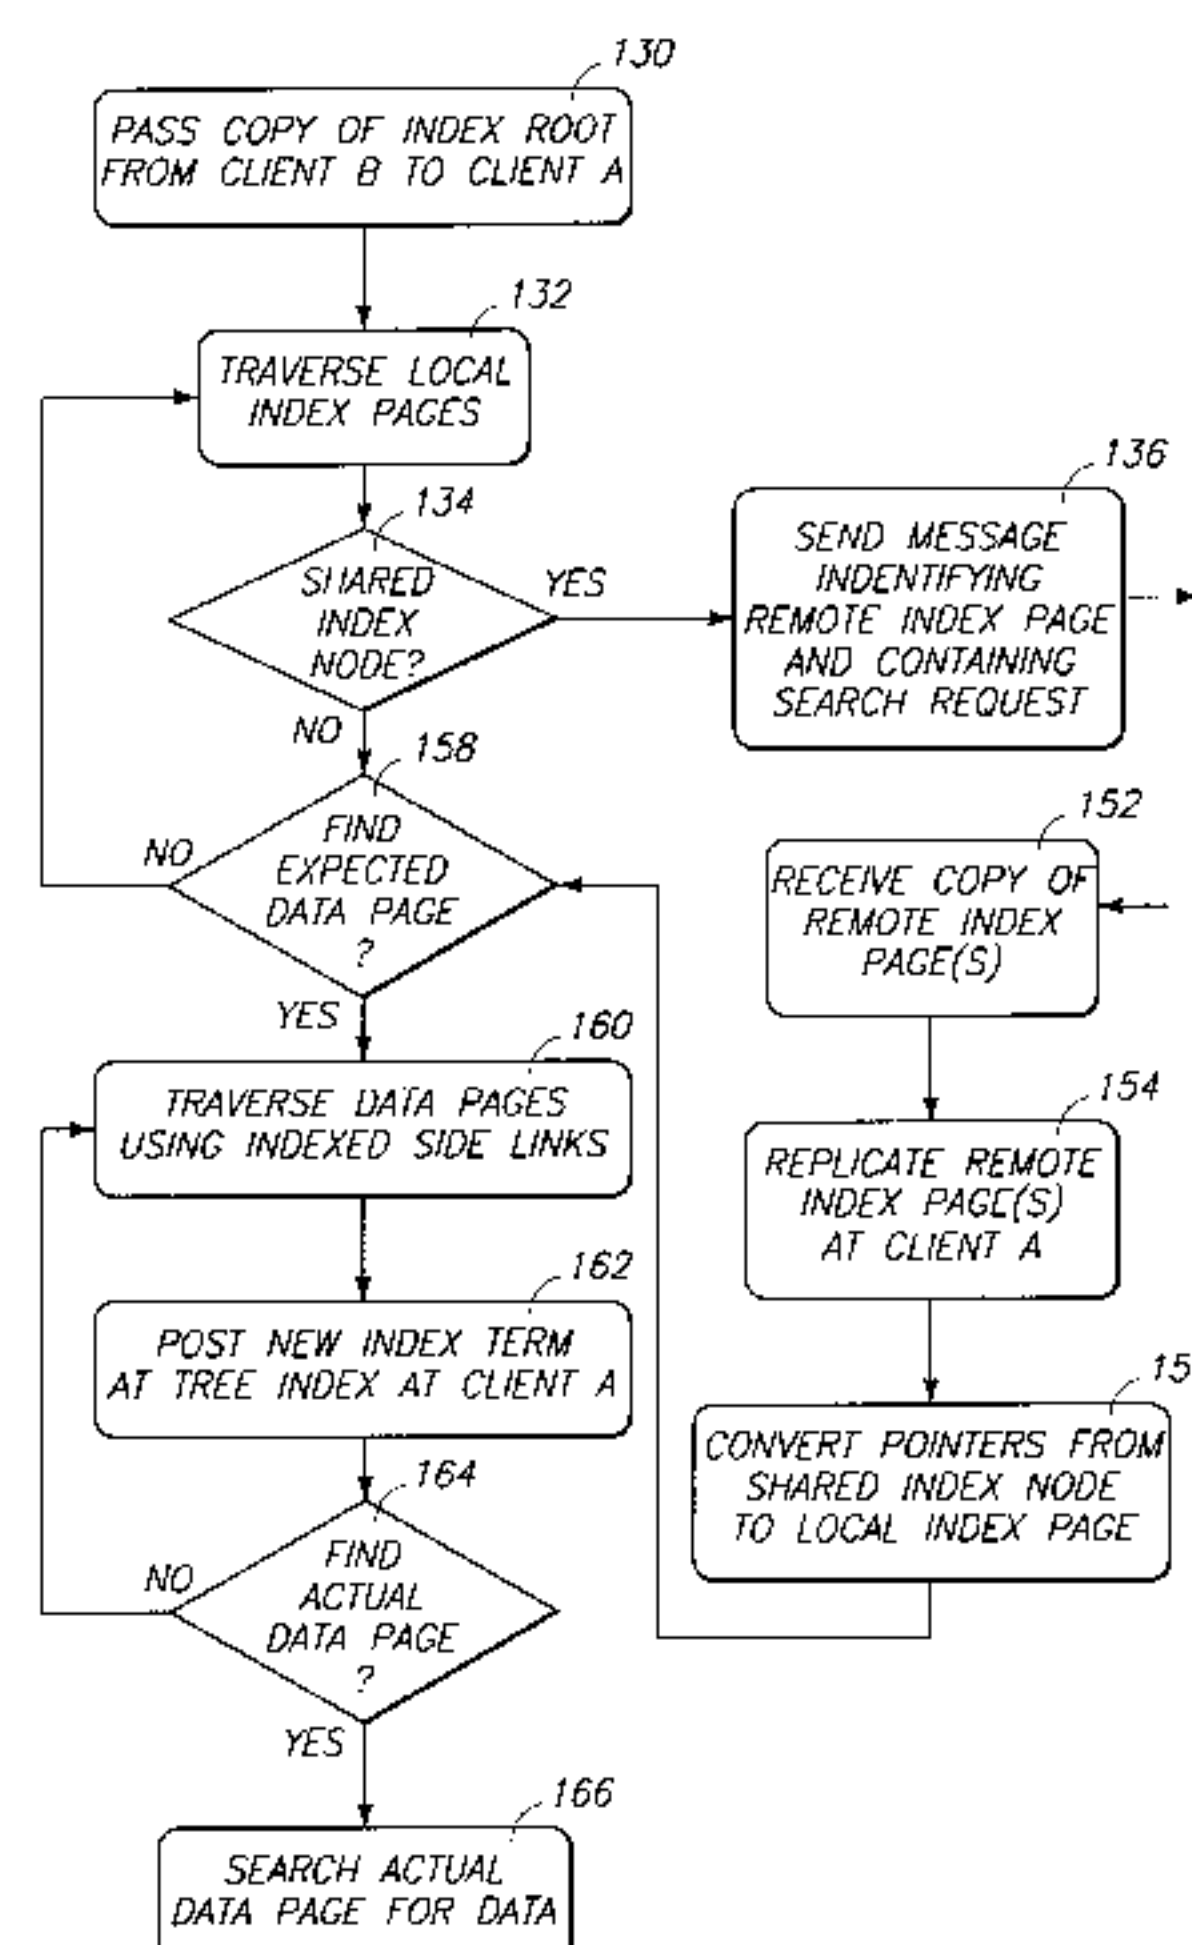 130
PASS COPY OF INDEX ROOT
FROM CLIENT B TO CLIENT A
132
TRAVERSE LOCAL
INDEX PAGES
134
SHARED
INDEX
NODE?
YES
NO
136
SEND MESSAGE
INDENTIFYING
REMOTE INDEX PAGE
AND CONTAINING
SEARCH REQUEST
158
FIND
EXPECTED
DATA PAGE
?
NO
YES
152
RECEIVE COPY OF
REMOTE INDEX
PAGE(S)
160
TRAVERSE DATA PAGES
USING INDEXED SIDE LINKS
154
REPLICATE REMOTE
INDEX PAGE(S)
AT CLIENT A
162
POST NEW INDEX TERM
AT TREE INDEX AT CLIENT A
15
CONVERT POINTERS FROM
SHARED INDEX NODE
TO LOCAL INDEX PAGE
164
FIND
ACTUAL
DATA PAGE
?
NO
YES
166
SEARCH ACTUAL
DATA PAGE FOR DATA